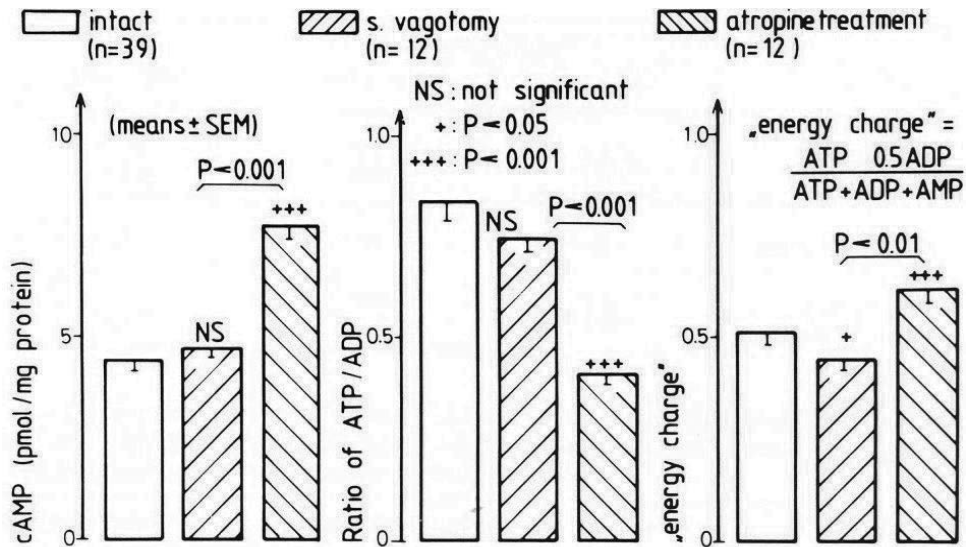 intact
(n=39)
s. vagotomy
(n= 12)
atropine treatment
(n=12)
NS : not significant
+ : P < 0.05
+++ : P < 0.001
(means ± SEM)
cAMP (pmol/mg protein)
10
5
0
P < 0.001
NS
+++
Ratio of ATP/ADP
1.0
0.5
0
NS
P < 0.001
+++
„energy charge" =
ATP 0.5 ADP
ATP+ADP+AMP
„energy charge"
1.0
0.5
0
P < 0.01
+
+++